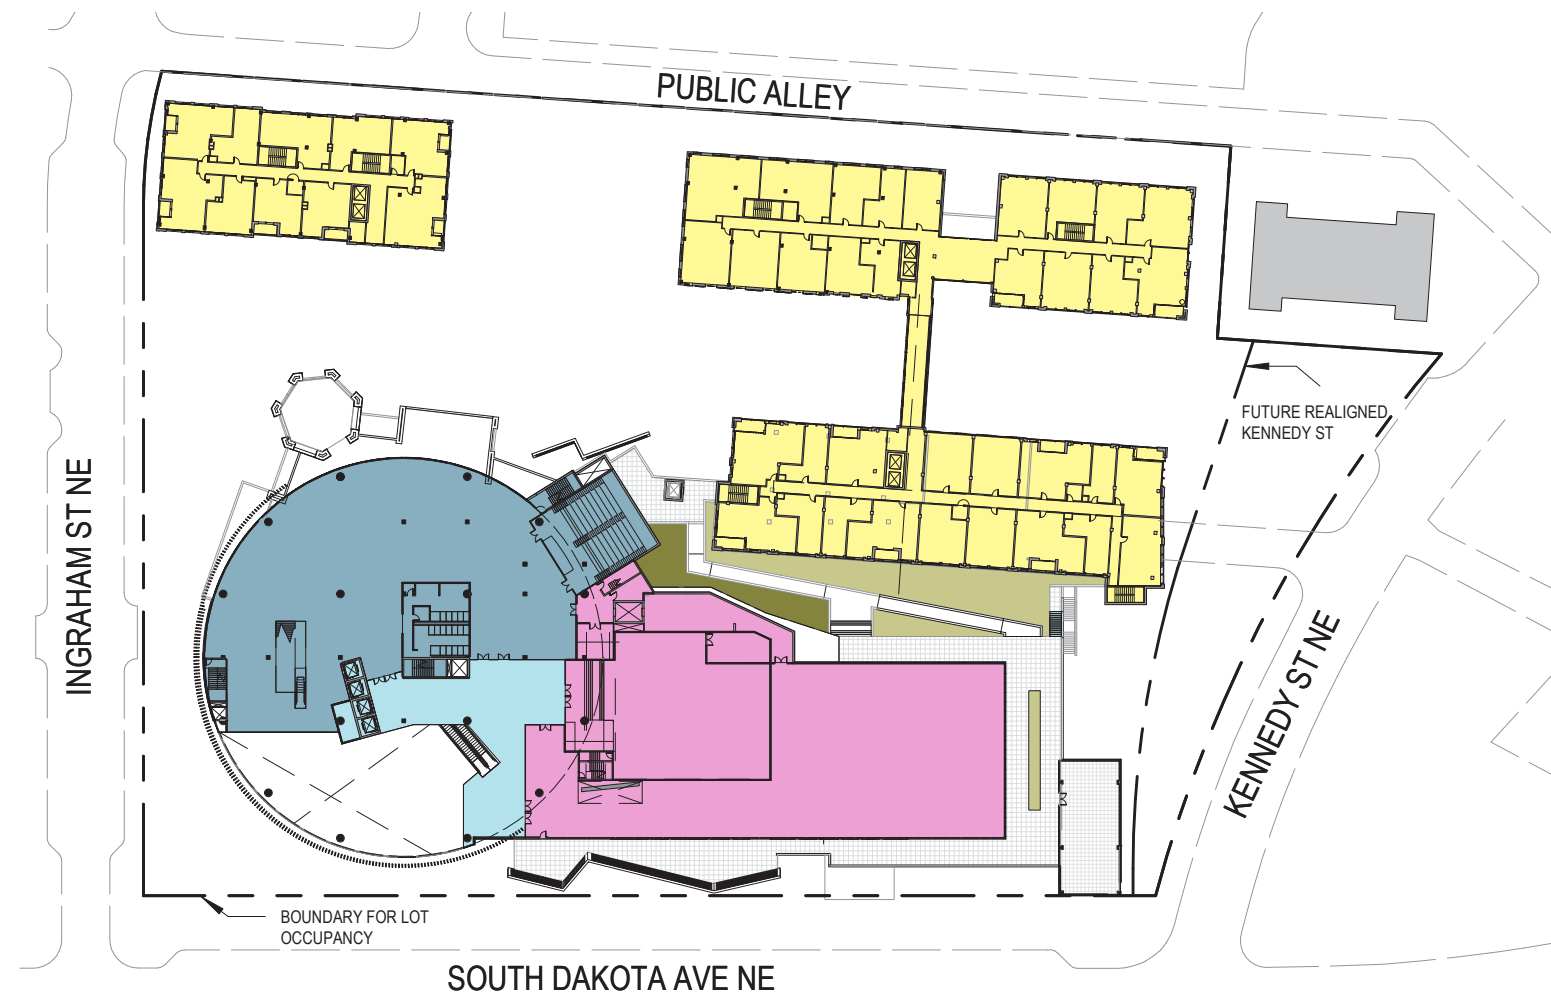 PUBLIC ALLEY
FUTURE REALIGNED
KENNEDY ST
INGRAHAM ST NE
KENNEDY ST NE
BOUNDARY FOR LOT
OCCUPANCY
SOUTH DAKOTA AVE NE